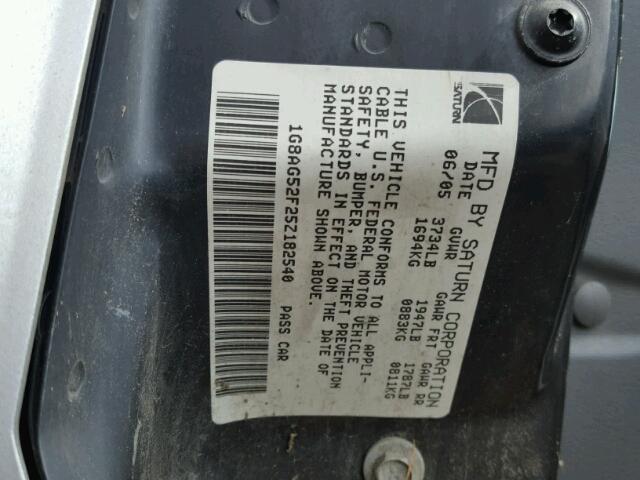 SATURN
MFD BY SATURN CORPORATION
DATE GVWR GAWR FRT GAWR RR
06/05 3734LB 1947LB 1787LB
1694KG 0883KG 0811KG
THIS VEHICLE CONFORMS TO ALL APPLI-
CABLE U.S. FEDERAL MOTOR VEHICLE
SAFETY, BUMPER, AND THEFT PREVENTION
STANDARDS IN EFFECT ON THE DATE OF
MANUFACTURE SHOWN ABOVE.
1G8AG52F25Z182540 PASS CAR